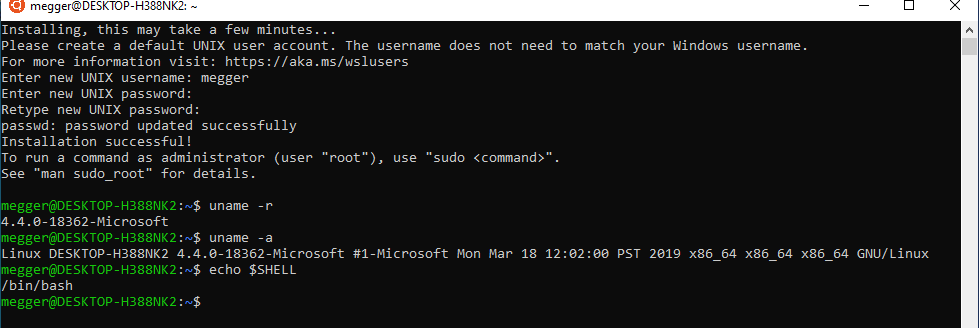 megger@DESKTOP-H388NK2: ~
Installing, this may take a few minutes...
Please create a default UNIX user account. The username does not need to match your Windows username.
For more information visit: https://aka.ms/wslusers
Enter new UNIX username: megger
Enter new UNIX password:
Retype new UNIX password:
passwd: password updated successfully
Installation successful!
To run a command as administrator (user "root"), use "sudo <command>".
See "man sudo_root" for details.
megger@DESKTOP-H388NK2:~$ uname -r
4.4.0-18362-Microsoft
megger@DESKTOP-H388NK2:~$ uname -a
Linux DESKTOP-H388NK2 4.4.0-18362-Microsoft #1-Microsoft Mon Mar 18 12:02:00 PST 2019 x86_64 x86_64 x86_64 GNU/Linux
megger@DESKTOP-H388NK2:~$ echo $SHELL
/bin/bash
megger@DESKTOP-H388NK2:~$